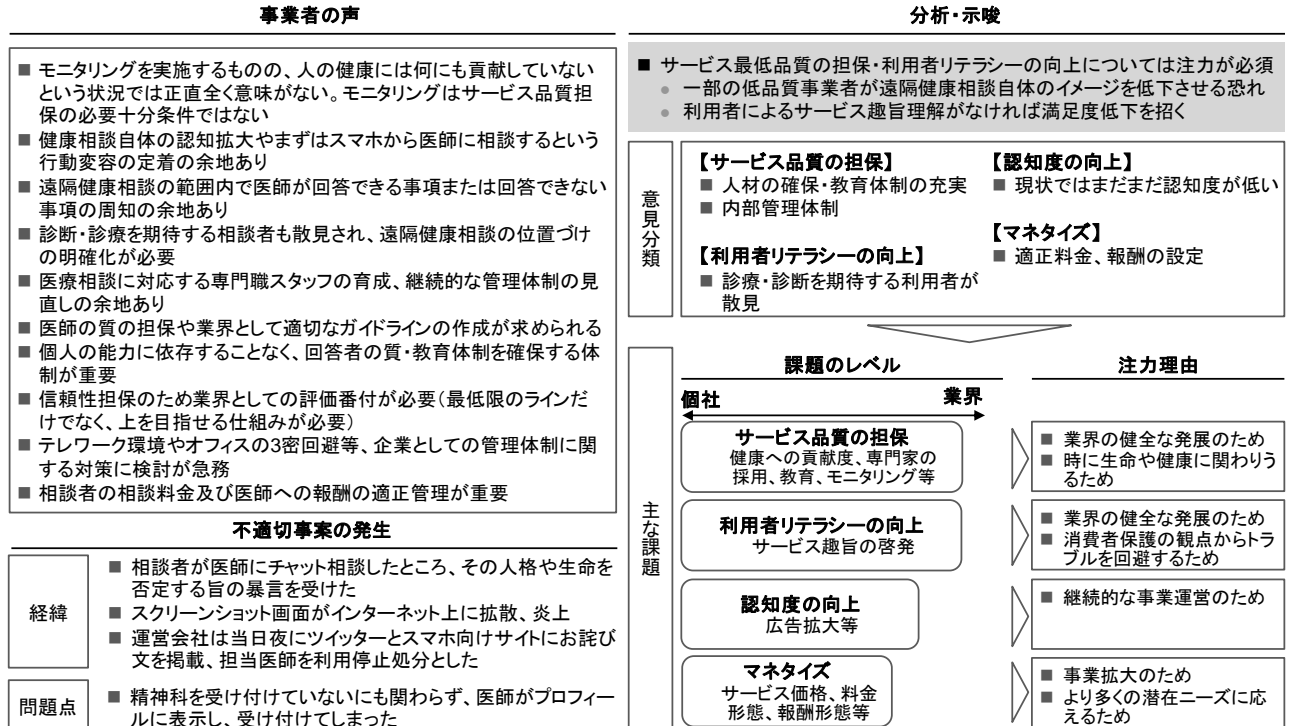 事業者の声
■ モニタリングを実施するものの、人の健康には何にも貢献していない
という状況では正直全く意味がない。モニタリングはサービス品質担
保の必要十分条件ではない
■ 健康相談自体の認知拡大やまずはスマホから医師に相談するという
行動変容の定着の余地あり
■ 遠隔健康相談の範囲内で医師が回答できる事項または回答できない
事項の周知の余地あり
■ 診断・診療を期待する相談者も散見され、遠隔健康相談の位置づけ
の明確化が必要
■ 医療相談に対応する専門職スタッフの育成、継続的な管理体制の見
直しの余地あり
■ 医師の質の担保や業界として適切なガイドラインの作成が求められる
■ 個人の能力に依存することなく、回答者の質・教育体制を確保する体
制が重要
■ 信頼性担保のため業界としての評価番付が必要（最低限のラインだ
けでなく、上を目指せる仕組みが必要）
■ テレワーク環境やオフィスの3密回避等、企業としての管理体制に関
する対策に検討が急務
■ 相談者の相談料金及び医師への報酬の適正管理が重要
不適切事案の発生
経緯
■ 相談者が医師にチャット相談したところ、その人格や生命を
否定する旨の暴言を受けた
■ スクリーンショット画面がインターネット上に拡散、炎上
■ 運営会社は当日夜にツイッターとスマホ向けサイトにお詫び
文を掲載、担当医師を利用停止処分とした
問題点
■ 精神科を受け付けていないにも関わらず、医師がプロフィー
ルに表示し、受け付けてしまった
分析・示唆
■ サービス最低品質の担保・利用者リテラシーの向上については注力が必須
● 一部の低品質事業者が遠隔健康相談自体のイメージを低下させる恐れ
● 利用者によるサービス趣旨理解がなければ満足度低下を招く
意見分類
【サービス品質の担保】
■ 人材の確保・教育体制の充実
■ 内部管理体制
【利用者リテラシーの向上】
■ 診療・診断を期待する利用者が
散見
【認知度の向上】
■ 現状ではまだまだ認知度が低い
【マネタイズ】
■ 適正料金、報酬の設定
主な課題
課題のレベル
個社
業界
注力理由
サービス品質の担保
健康への貢献度、専門家の
採用、教育、モニタリング等
■ 業界の健全な発展のため
■ 時に生命や健康に関わりう
るため
利用者リテラシーの向上
サービス趣旨の啓発
■ 業界の健全な発展のため
■ 消費者保護の観点からトラ
ブルを回避するため
認知度の向上
広告拡大等
■ 継続的な事業運営のため
マネタイズ
サービス価格、料金
形態、報酬形態等
■ 事業拡大のため
■ より多くの潜在ニーズに応
えるため